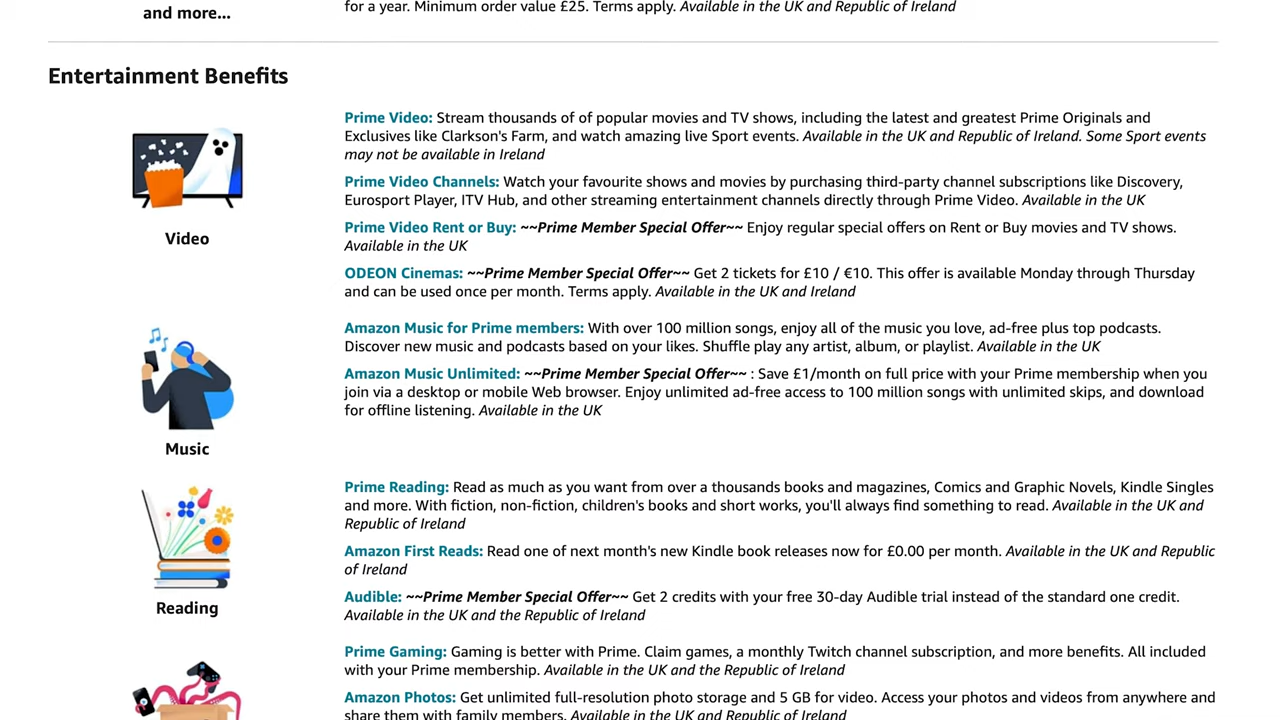 for a year. Minimum order value £25. Terms apply. Available in the UK and Republic of Ireland
and more...
Entertainment Benefits
Prime Video: Stream thousands of of popular movies and TV shows, including the latest and greatest Prime Originals and
Exclusives like Clarkson's Farm, and watch amazing live Sport events. Available in the UK and Republic of Ireland. Some Sport events
may not be available in Ireland
Prime Video Channels: Watch your favourite shows and movies by purchasing third-party channel subscriptions like Discovery,
Eurosport Player, ITV Hub, and other streaming entertainment channels directly through Prime Video. Available in the UK
Prime Video Rent or Buy: ~~Prime Member Special Offer~~ Enjoy regular special offers on Rent or Buy movies and TV shows.
Available in the UK
Video
ODEON Cinemas: ~~Prime Member Special Offer~~ Get 2 tickets for £10 / €10. This offer is available Monday through Thursday
and can be used once per month. Terms apply. Available in the UK and Ireland
Amazon Music for Prime members: With over 100 million songs, enjoy all of the music you love, ad-free plus top podcasts.
Discover new music and podcasts based on your likes. Shuffle play any artist, album, or playlist. Available in the UK
Amazon Music Unlimited: ~~Prime Member Special Offer~~ : Save £1/month on full price with your Prime membership when you
join via a desktop or mobile Web browser. Enjoy unlimited ad-free access to 100 million songs with unlimited skips, and download
for offline listening. Available in the UK
Music
Prime Reading: Read as much as you want from over a thousands books and magazines, Comics and Graphic Novels, Kindle Singles
and more. With fiction, non-fiction, children's books and short works, you'll always find something to read. Available in the UK and
Republic of Ireland
Amazon First Reads: Read one of next month's new Kindle book releases now for £0.00 per month. Available in the UK and Republic
of Ireland
Audible: ~~Prime Member Special Offer~~ Get 2 credits with your free 30-day Audible trial instead of the standard one credit.
Available in the UK and the Republic of Ireland
Reading
Prime Gaming: Gaming is better with Prime. Claim games, a monthly Twitch channel subscription, and more benefits. All included
with your Prime membership. Available in the UK and the Republic of Ireland
Amazon Photos: Get unlimited full-resolution photo storage and 5 GB for video. Access your photos and videos from anywhere and
share them with family members. Available in the UK and Republic of Ireland